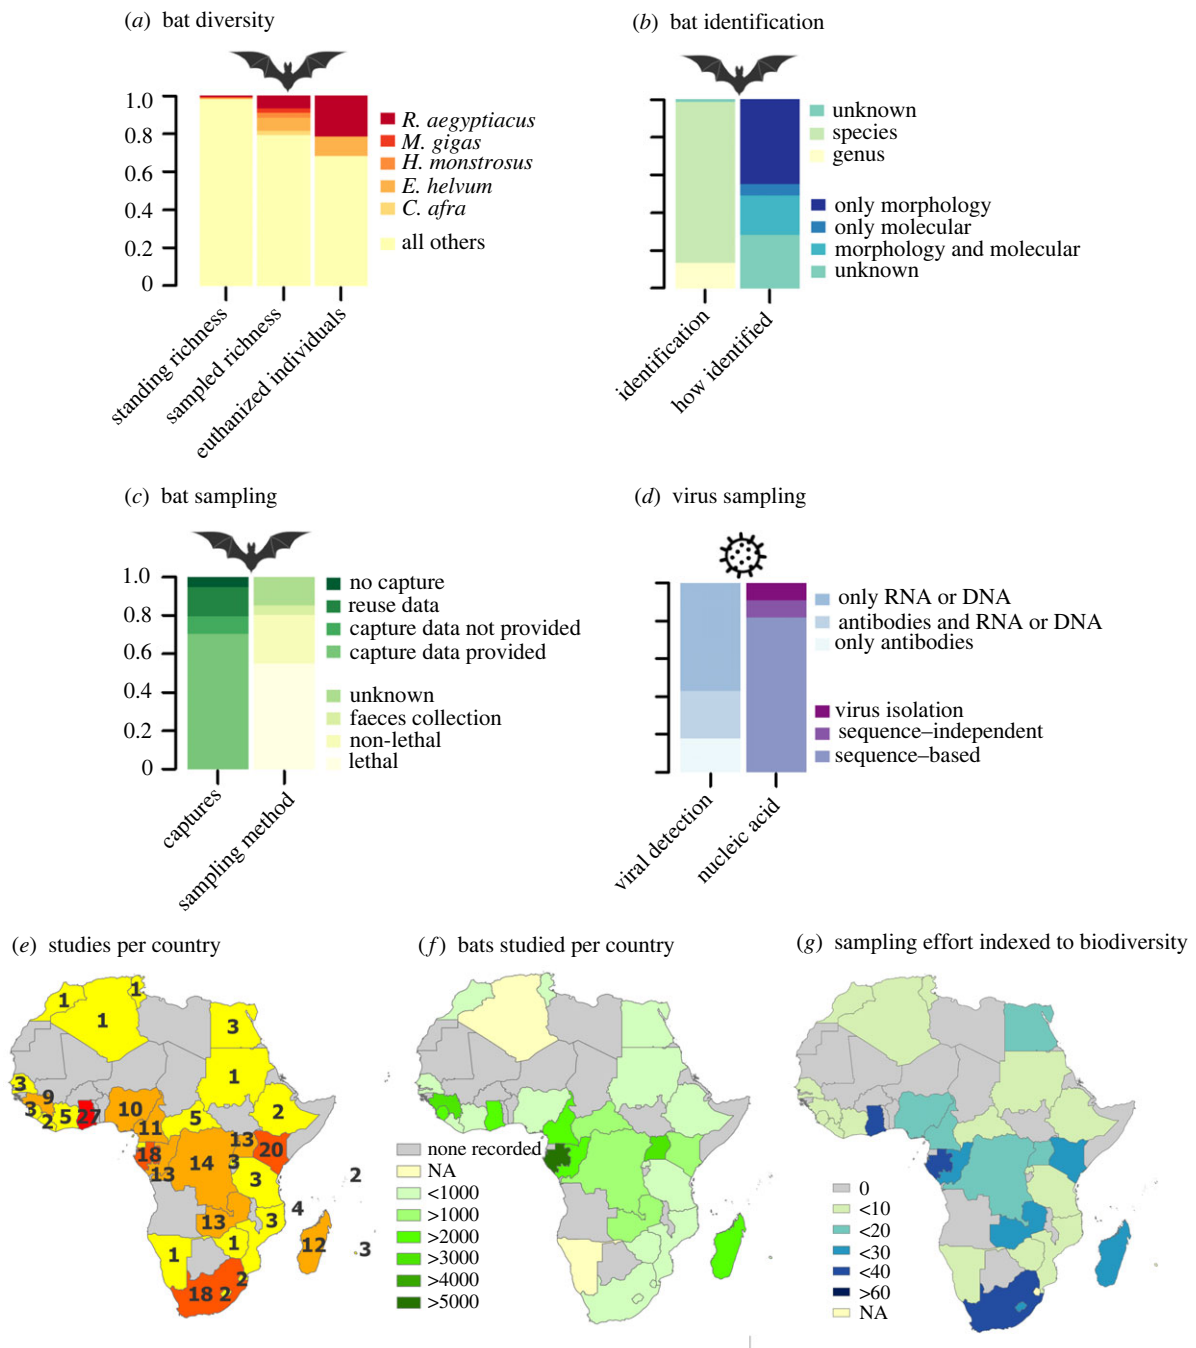 (a) bat diversity
1.0
0.8
0.6
0.4
0.2
0
R. aegyptiacus
M. gigas
H. monstrosus
E. helvum
C. afra
all others
standing richness
sampled richness
euthanized individuals
(b) bat identification
unknown
species
genus
only morphology
only molecular
morphology and molecular
unknown
identification
how identified
(c) bat sampling
1.0
0.8
0.6
0.4
0.2
0
no capture
reuse data
capture data not provided
capture data provided
unknown
faeces collection
non-lethal
lethal
captures
sampling method
(d) virus sampling
only RNA or DNA
antibodies and RNA or DNA
only antibodies
virus isolation
sequence–independent
sequence–based
viral detection
nucleic acid
(e) studies per country
1
1
1
3
3
1
9
3
2
5
27
10
11
5
2
18
13
14
13
3
20
3
2
4
13
3
1
12
3
1
2
18
2
(f) bats studied per country
none recorded
NA
<1000
>1000
>2000
>3000
>4000
>5000
(g) sampling effort indexed to biodiversity
0
<10
<20
<30
<40
>60
NA